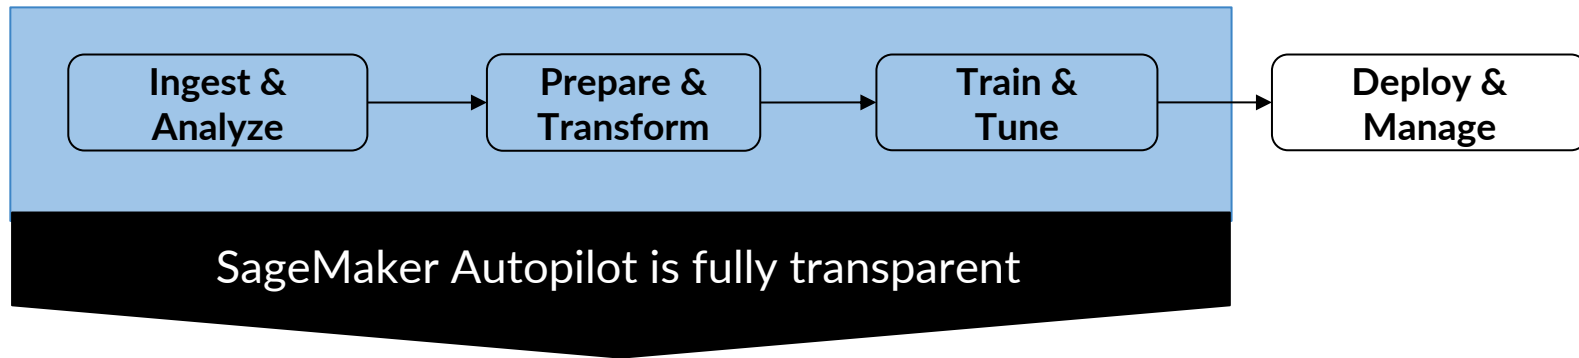 Ingest &
Analyze
Prepare &
Transform
Train &
Tune
Deploy &
Manage
SageMaker Autopilot is fully transparent